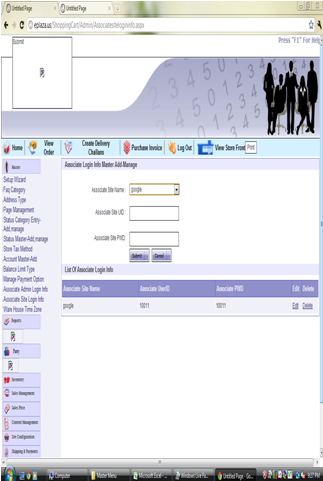 Untitled Page
Untitled Page
eplaza.us/ShoppingCart/Admin/Associatesitelogininfo.aspx
Submit
Press "F1" For Help
Home
View Order
Create Delivery Challans
Purchase Invoice
Log Out
View Store Front
Print
Master
Setup Wizard
Faq Category
Address Type
Page Management
Status Category Entry-Add,manage
Status Master-Add,manage
Store Tax Method
Account Master-Add
Balance Limit Type
Manage Payment Option
Associate Admin Login Info
Associate Site Login Info
Ware House Time Zone
Reports
Party
Inventory
Sales Management
Sales Price
Content Management
Site Configuration
Shipping & Payments
Associate Login Info Master Add-Manage
Associate Site Name : google
Associate Site UID :
Associate Site PWD :
Submit Cancel
List Of Associate Login Info
Associate Site Name Associate UserID Associate PWD Edit Delete
google 10011 10011 Edit Delete
Computer
Master Menu
Microsoft Excel - ...
Windows Live Fa...
Untitled Page - Go...
9:27 PM